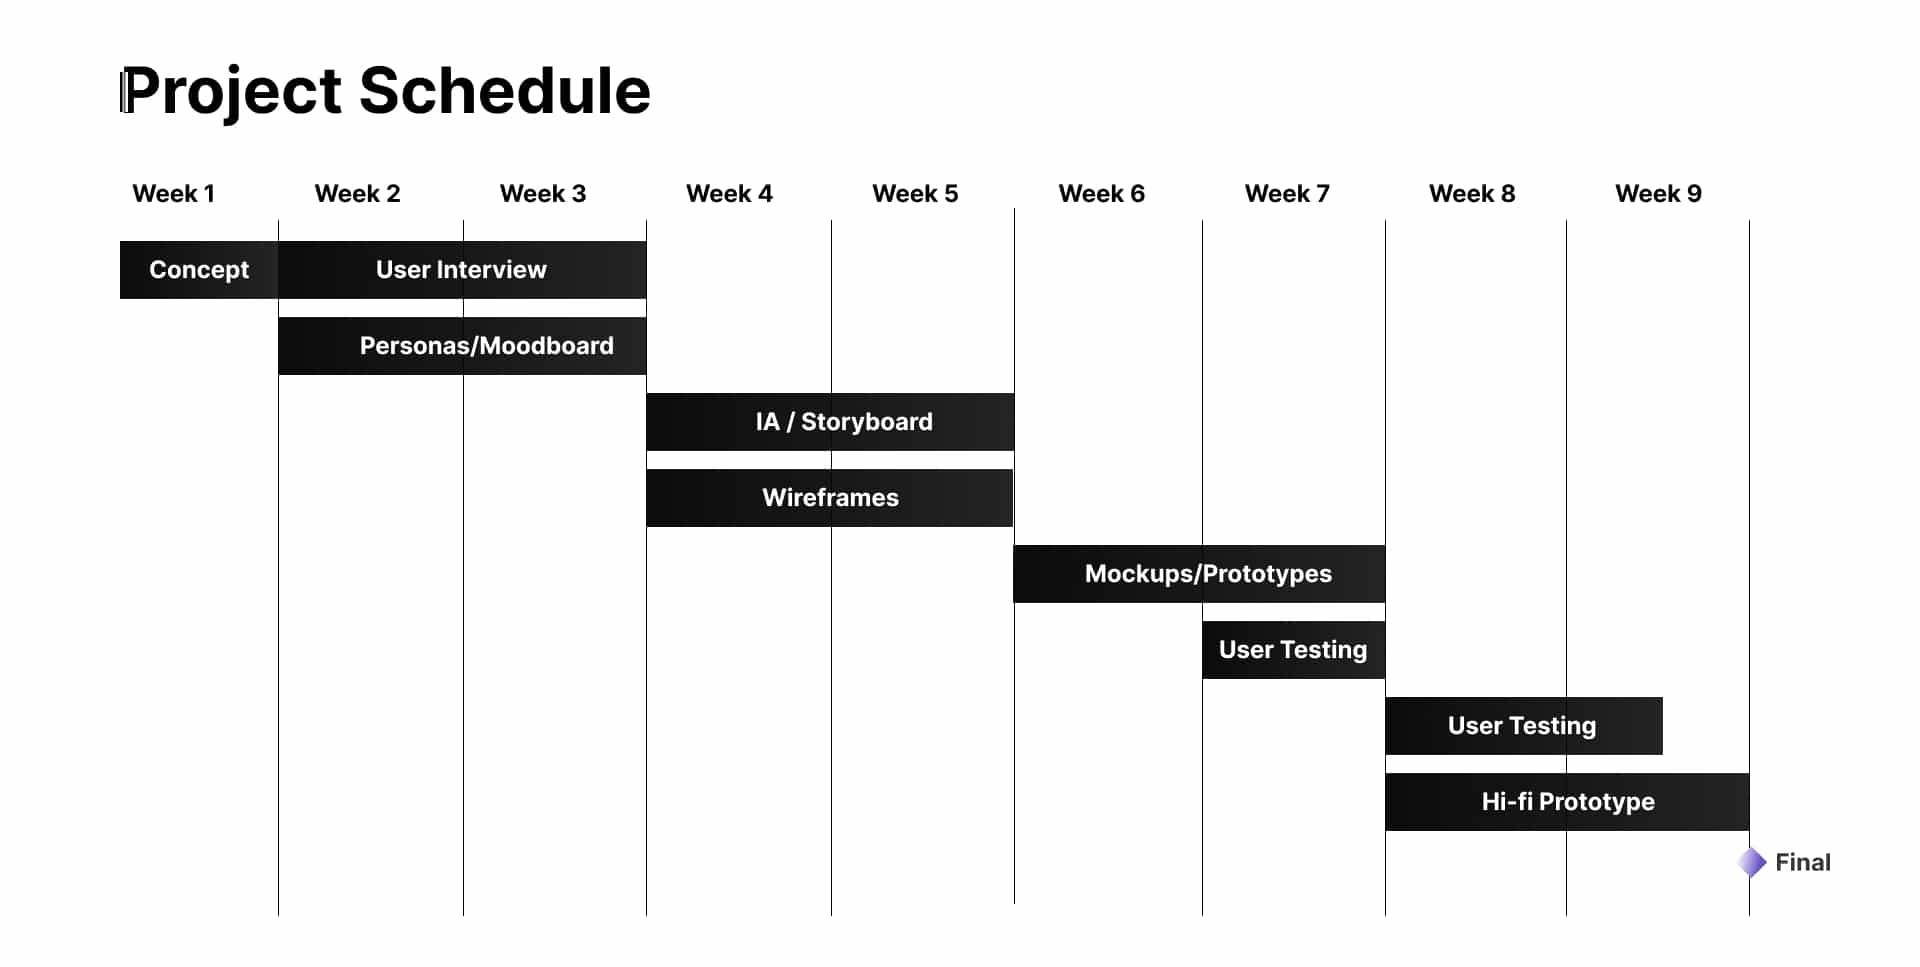 Project Schedule
Week 1 Week 2 Week 3 Week 4 Week 5 Week 6 Week 7 Week 8 Week 9
Concept User Interview
Personas/Moodboard
IA / Storyboard
Wireframes
Mockups/Prototypes
User Testing
User Testing
Hi-fi Prototype
Final